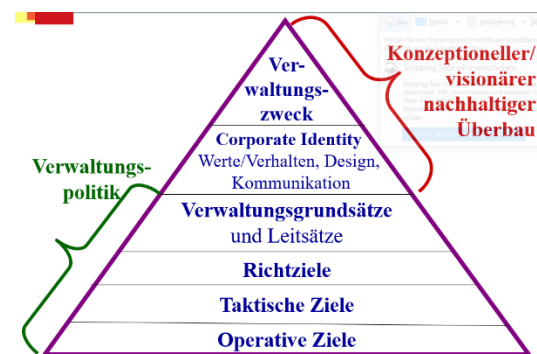 Ver-
waltungs-
zweck
Konzeptioneller/
visionärer
nachhaltiger
Überbau
Corporate Identity
Werte/Verhalten, Design,
Kommunikation
Verwaltungs-
politik
Verwaltungsgrundsätze
und Leitsätze
Richtziele
Taktische Ziele
Operative Ziele